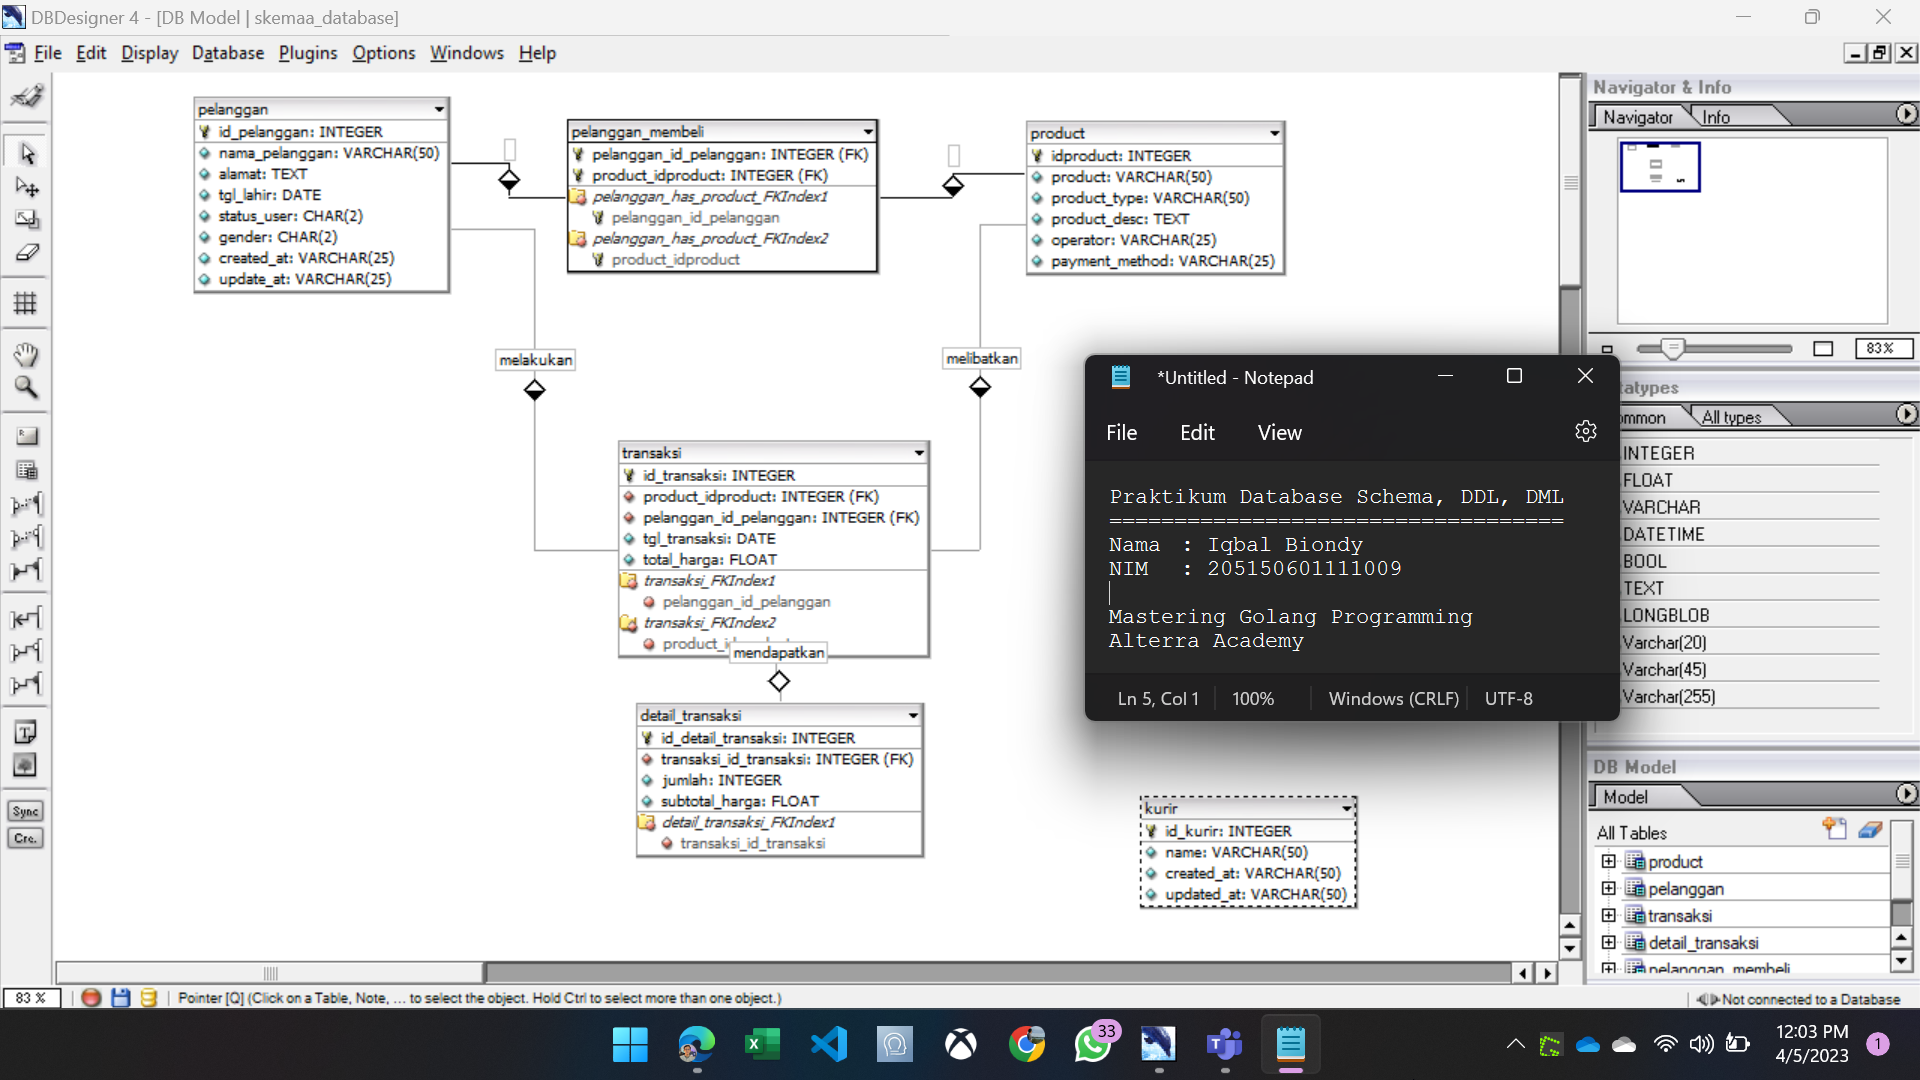 DBDesigner 4 - [DB Model | skemaa_database]
File Edit Display Database Plugins Options Windows Help
pelanggan
id_pelanggan: INTEGER
nama_pelanggan: VARCHAR(50)
alamat: TEXT
tgl_lahir: DATE
status_user: CHAR(2)
gender: CHAR(2)
created_at: VARCHAR(25)
update_at: VARCHAR(25)
pelanggan_membeli
pelanggan_id_pelanggan: INTEGER (FK)
product_idproduct: INTEGER (FK)
pelanggan_has_product_FKIndex1
pelanggan_id_pelanggan
pelanggan_has_product_FKIndex2
product_idproduct
product
idproduct: INTEGER
product: VARCHAR(50)
product_type: VARCHAR(50)
product_desc: TEXT
operator: VARCHAR(25)
payment_method: VARCHAR(25)
melakukan
melibatkan
transaksi
id_transaksi: INTEGER
product_idproduct: INTEGER (FK)
pelanggan_id_pelanggan: INTEGER (FK)
tgl_transaksi: DATE
total_harga: FLOAT
transaksi_FKIndex1
pelanggan_id_pelanggan
transaksi_FKIndex2
mendapatkan
detail_transaksi
id_detail_transaksi: INTEGER
transaksi_id_transaksi: INTEGER (FK)
jumlah: INTEGER
subtotal_harga: FLOAT
detail_transaksi_FKIndex1
transaksi_id_transaksi
kurir
id_kurir: INTEGER
name: VARCHAR(50)
created_at: VARCHAR(50)
updated_at: VARCHAR(50)
*Untitled - Notepad
File Edit View
Praktikum Database Schema, DDL, DML
===================================
Nama : Iqbal Biondy
NIM : 205150601111009
Mastering Golang Programming
Alterra Academy
Ln 5, Col 1 100% Windows (CRLF) UTF-8
Navigator & Info
Navigator Info
83%
All types
INTEGER
FLOAT
VARCHAR
DATETIME
BOOL
TEXT
LONGBLOB
Varchar(20)
Varchar(45)
Varchar(255)
DB Model
Model
All Tables
product
pelanggan
transaksi
detail_transaksi
pelanggan_membeli
Sync
Cre.
83 % Pointer [Q] (Click on a Table, Note, ... to select the object. Hold Ctrl to select more than one object.)
Not connected to a Database
33
12:03 PM
4/5/2023
1